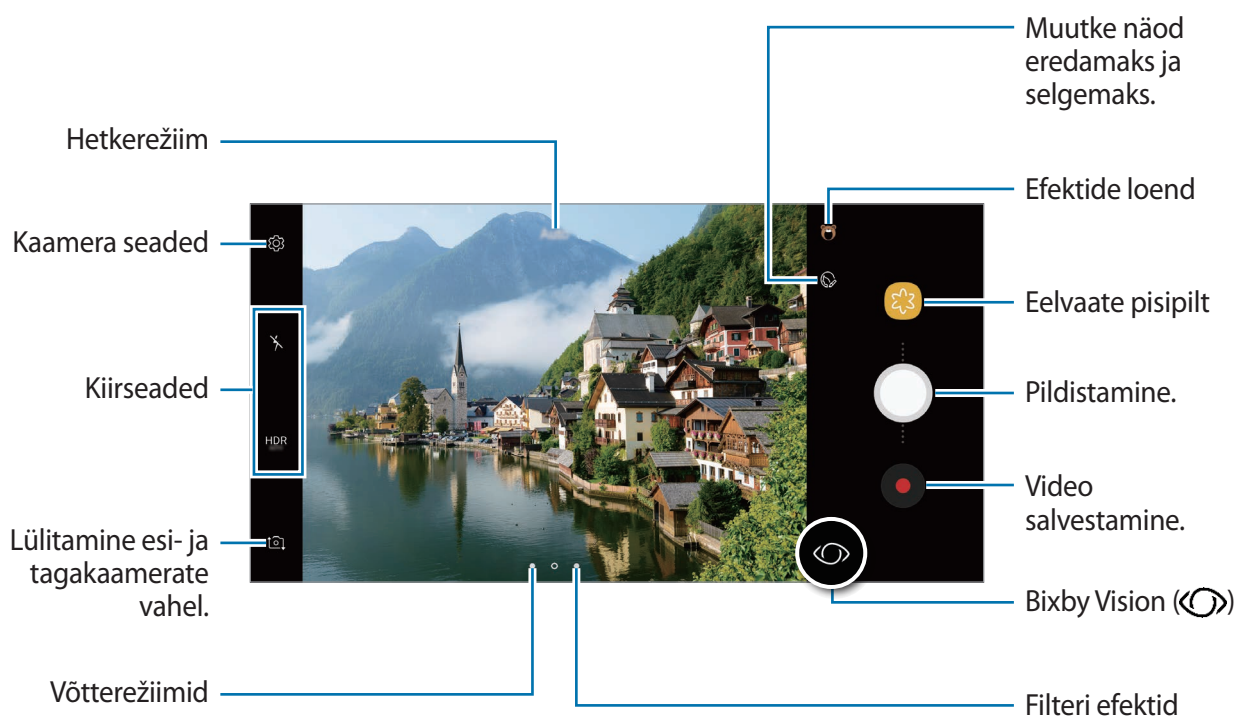 Muutke näod
eredamaks ja
selgemaks.
Hetkerežiim
Efektide loend
Kaamera seaded
Eelvaate pisipilt
Kiirseaded
Pildistamine.
HDR
Video
salvestamine.
Lülitamine esi- ja
tagakaamerate
vahel.
Bixby Vision ()
Võtterežiimid
Filteri efektid